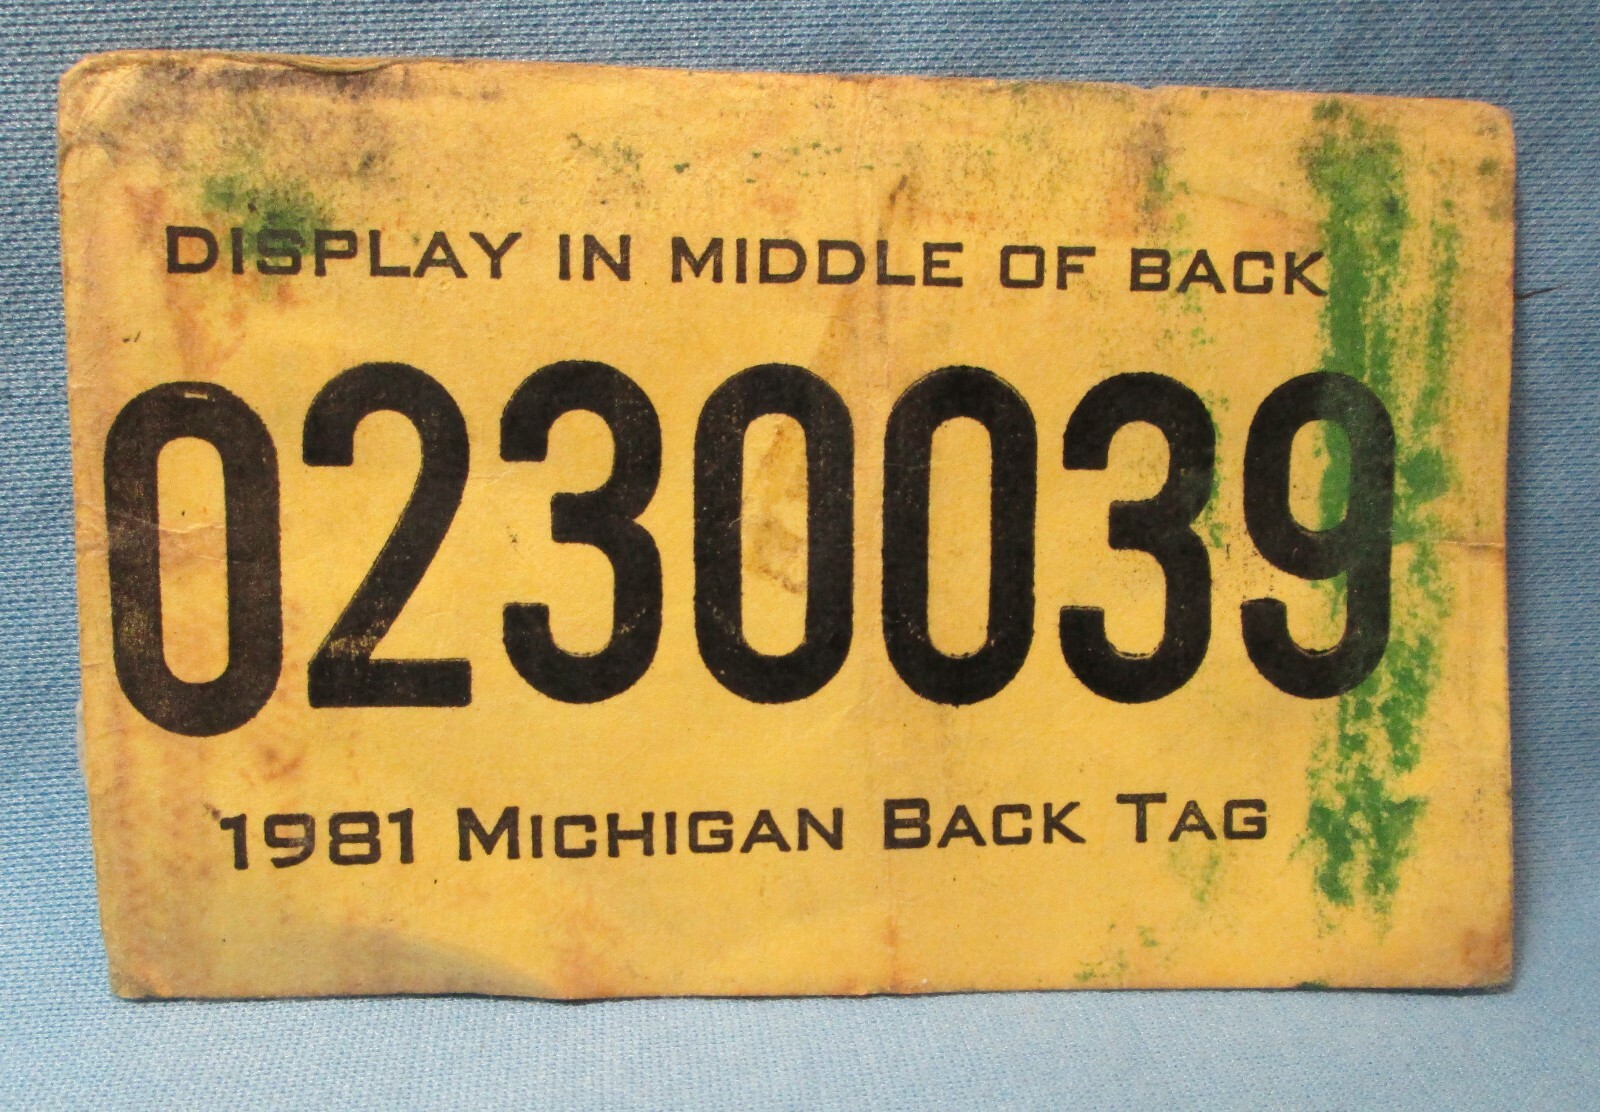 DISPLAY IN MIDDLE OF BACK
0230039
1981 MICHIGAN BACK TAG